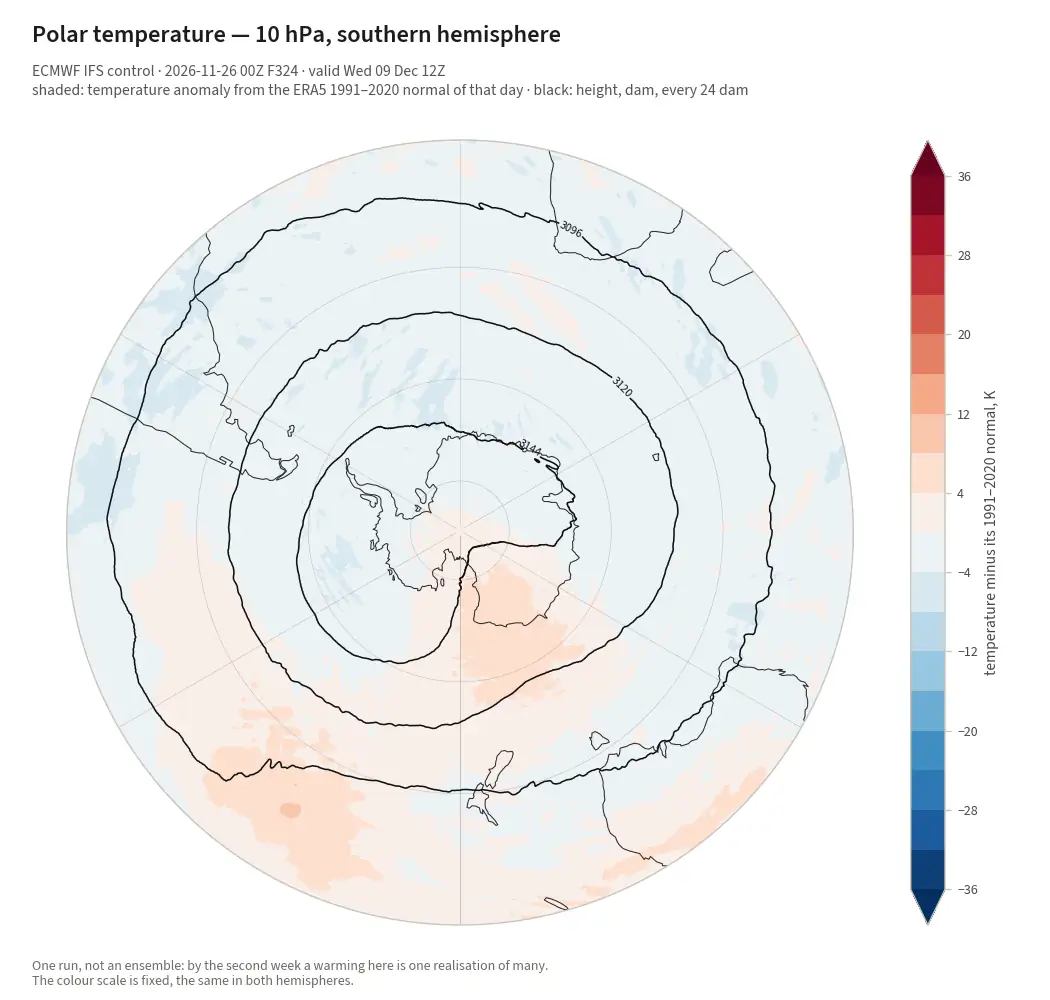 Polar temperature — 10 hPa, southern hemisphere
ECMWF IFS control · 2026-11-26 00Z F324 · valid Wed 09 Dec 12Z
shaded: temperature anomaly from the ERA5 1991–2020 normal of that day · black: height, dam, every 24 dam
3096
3120
3144
36
28
20
12
4
−4
−12
−20
−28
−36
temperature minus its 1991–2020 normal, K
One run, not an ensemble: by the second week a warming here is one realisation of many.
The colour scale is fixed, the same in both hemispheres.